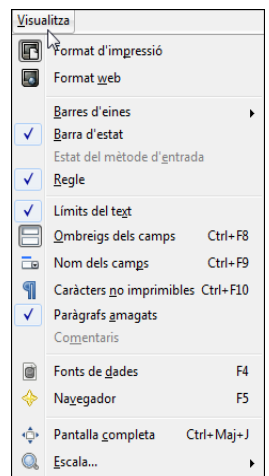 Visualitza
Format d'impressió
Format web
Barres d'eines
Barra d'estat
Estat del mètode d'entrada
Regle
Límits del text
Ombreigs dels camps Ctrl+F8
Nom dels camps Ctrl+F9
Caràcters no imprimibles Ctrl+F10
Paràgrafs amagats
Comentaris
Fonts de dades F4
Navegador F5
Pantalla completa Ctrl+Maj+J
Escala...